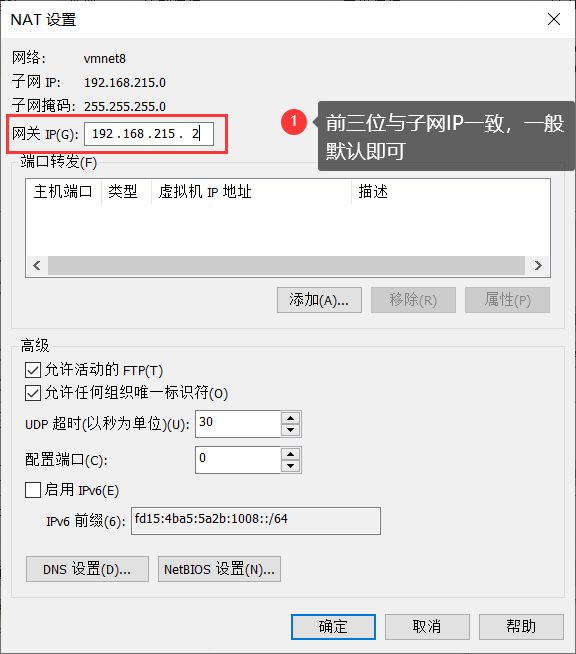 NAT 设置
网络: vmnet8
子网 IP: 192.168.215.0
子网掩码: 255.255.255.0
网关 IP(G): 192 . 168 . 215 . 2
1 前三位与子网IP一致，一般
默认即可
端口转发(F)
主机端口 类型 虚拟机 IP 地址 描述
添加(A)... 移除(R) 属性(P)
高级
允许活动的 FTP(T)
允许任何组织唯一标识符(O)
UDP 超时(以秒为单位)(U): 30
配置端口(C): 0
启用 IPv6(E)
IPv6 前缀(6): fd15:4ba5:5a2b:1008::/64
DNS 设置(D)... NetBIOS 设置(N)...
确定 取消 帮助